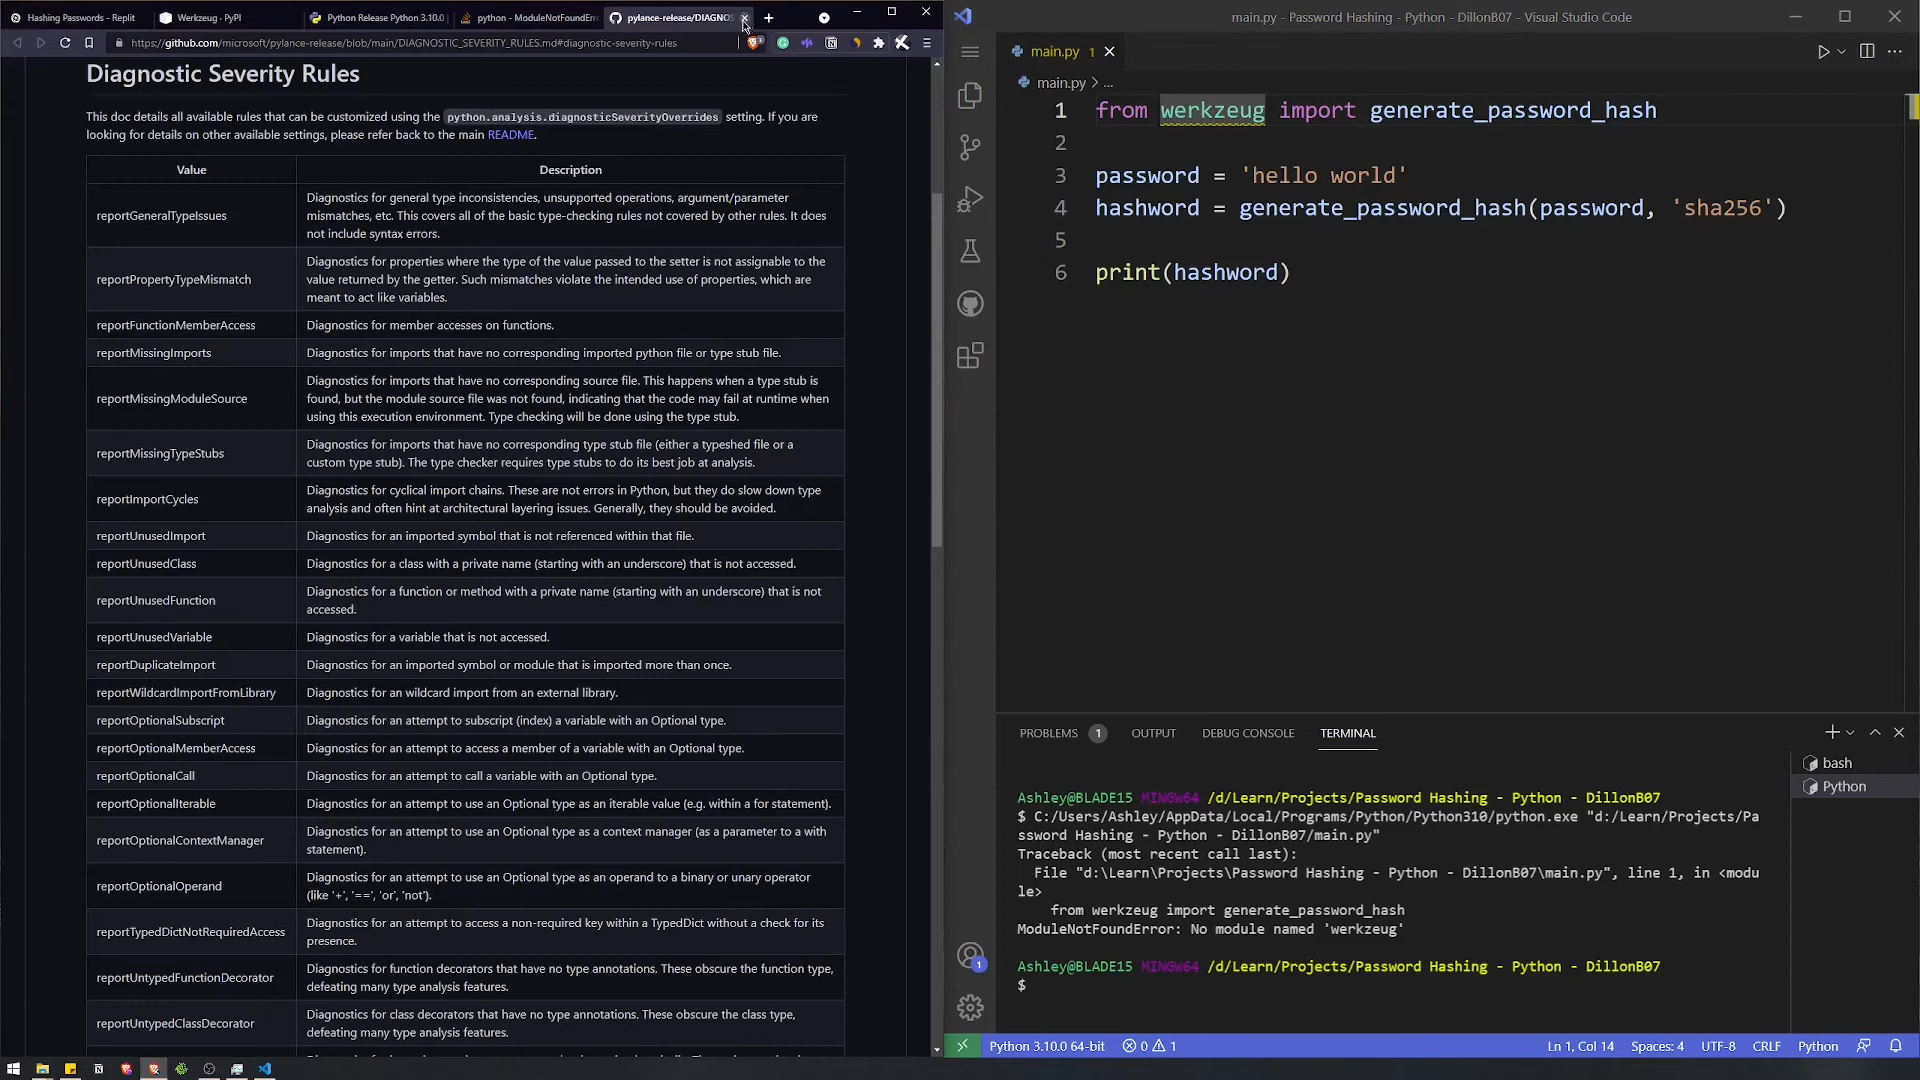 Hashing Passwords - Replit
Werkzeug · PyPI
Python Release Python 3.10.0
python - ModuleNotFoundErr
pylance-release/DIAGNOS
https://github.com/microsoft/pylance-release/blob/main/DIAGNOSTIC_SEVERITY_RULES.md#diagnostic-severity-rules
Diagnostic Severity Rules
This doc details all available rules that can be customized using the python.analysis.diagnosticSeverityOverrides setting. If you are
looking for details on other available settings, please refer back to the main README.
Value Description
reportGeneralTypeIssues
Diagnostics for general type inconsistencies, unsupported operations, argument/parameter
mismatches, etc. This covers all of the basic type-checking rules not covered by other rules. It does
not include syntax errors.
reportPropertyTypeMismatch
Diagnostics for properties where the type of the value passed to the setter is not assignable to the
value returned by the getter. Such mismatches violate the intended use of properties, which are
meant to act like variables.
reportFunctionMemberAccess
Diagnostics for member accesses on functions.
reportMissingImports
Diagnostics for imports that have no corresponding imported python file or type stub file.
reportMissingModuleSource
Diagnostics for imports that have no corresponding source file. This happens when a type stub is
found, but the module source file was not found, indicating that the code may fail at runtime when
using this execution environment. Type checking will be done using the type stub.
reportMissingTypeStubs
Diagnostics for imports that have no corresponding type stub file (either a typeshed file or a
custom type stub). The type checker requires type stubs to do its best job at analysis.
reportImportCycles
Diagnostics for cyclical import chains. These are not errors in Python, but they do slow down type
analysis and often hint at architectural layering issues. Generally, they should be avoided.
reportUnusedImport
Diagnostics for an imported symbol that is not referenced within that file.
reportUnusedClass
Diagnostics for a class with a private name (starting with an underscore) that is not accessed.
reportUnusedFunction
Diagnostics for a function or method with a private name (starting with an underscore) that is not
accessed.
reportUnusedVariable
Diagnostics for a variable that is not accessed.
reportDuplicateImport
Diagnostics for an imported symbol or module that is imported more than once.
reportWildcardImportFromLibrary
Diagnostics for an wildcard import from an external library.
reportOptionalSubscript
Diagnostics for an attempt to subscript (index) a variable with an Optional type.
reportOptionalMemberAccess
Diagnostics for an attempt to access a member of a variable with an Optional type.
reportOptionalCall
Diagnostics for an attempt to call a variable with an Optional type.
reportOptionalIterable
Diagnostics for an attempt to use an Optional type as an iterable value (e.g. within a for statement).
reportOptionalContextManager
Diagnostics for an attempt to use an Optional type as a context manager (as a parameter to a with
statement).
reportOptionalOperand
Diagnostics for an attempt to use an Optional type as an operand to a binary or unary operator
(like '+', '==', 'or', 'not').
reportTypedDictNotRequiredAccess
Diagnostics for an attempt to access a non-required key within a TypedDict without a check for its
presence.
reportUntypedFunctionDecorator
Diagnostics for function decorators that have no type annotations. These obscure the function type,
defeating many type analysis features.
reportUntypedClassDecorator
Diagnostics for class decorators that have no type annotations. These obscure the class type,
defeating many type analysis features.
main.py - Password Hashing - Python - DillonB07 - Visual Studio Code
main.py 1
main.py > ...
1 from werkzeug import generate_password_hash
2
3 password = 'hello world'
4 hashword = generate_password_hash(password, 'sha256')
5
6 print(hashword)
PROBLEMS 1 OUTPUT DEBUG CONSOLE TERMINAL
bash
Python
Ashley@BLADE15 MINGW64 /d/Learn/Projects/Password Hashing - Python - DillonB07
$ C:/Users/Ashley/AppData/Local/Programs/Python/Python310/python.exe "d:/Learn/Projects/Pa
ssword Hashing - Python - DillonB07/main.py"
Traceback (most recent call last):
File "d:\Learn\Projects\Password Hashing - Python - DillonB07\main.py", line 1, in <modu
le>
from werkzeug import generate_password_hash
ModuleNotFoundError: No module named 'werkzeug'
Ashley@BLADE15 MINGW64 /d/Learn/Projects/Password Hashing - Python - DillonB07
$
1
Python 3.10.0 64-bit 0 1 Ln 1, Col 14 Spaces: 4 UTF-8 CRLF Python